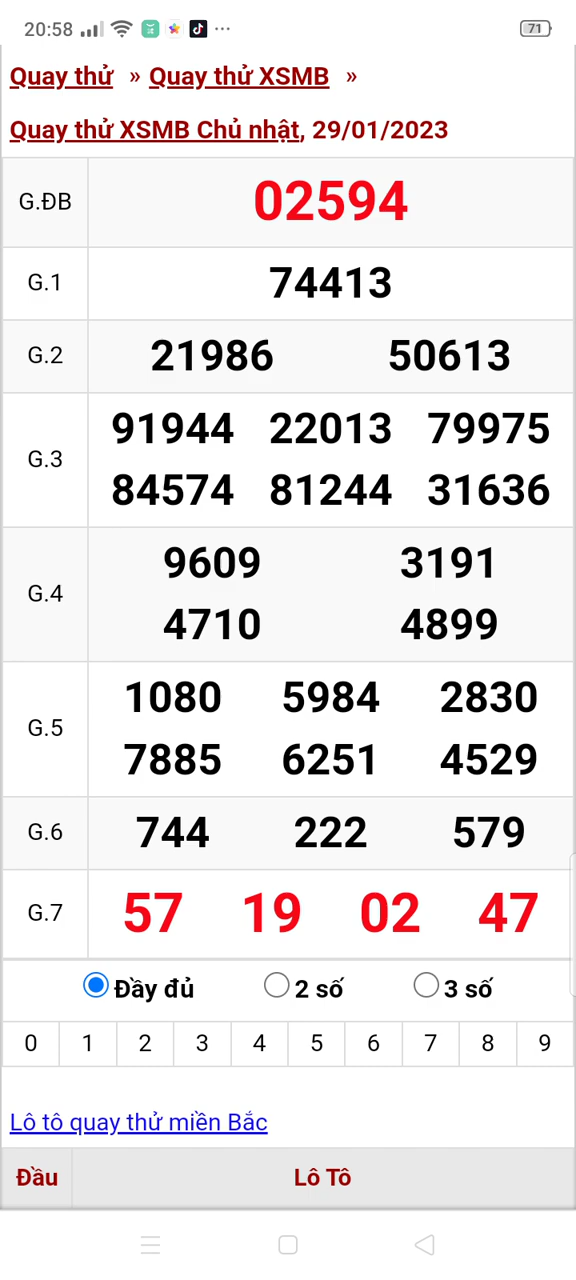 20:58 71
Quay thử » Quay thử XSMB »
Quay thử XSMB Chủ nhật, 29/01/2023
G.ĐB 02594
G.1 74413
G.2 21986 50613
G.3 91944 22013 79975
84574 81244 31636
G.4 9609 3191
4710 4899
G.5 1080 5984 2830
7885 6251 4529
G.6 744 222 579
G.7 57 19 02 47
Đầy đủ 2 số 3 số
0 1 2 3 4 5 6 7 8 9
Lô tô quay thử miền Bắc
Đầu Lô Tô